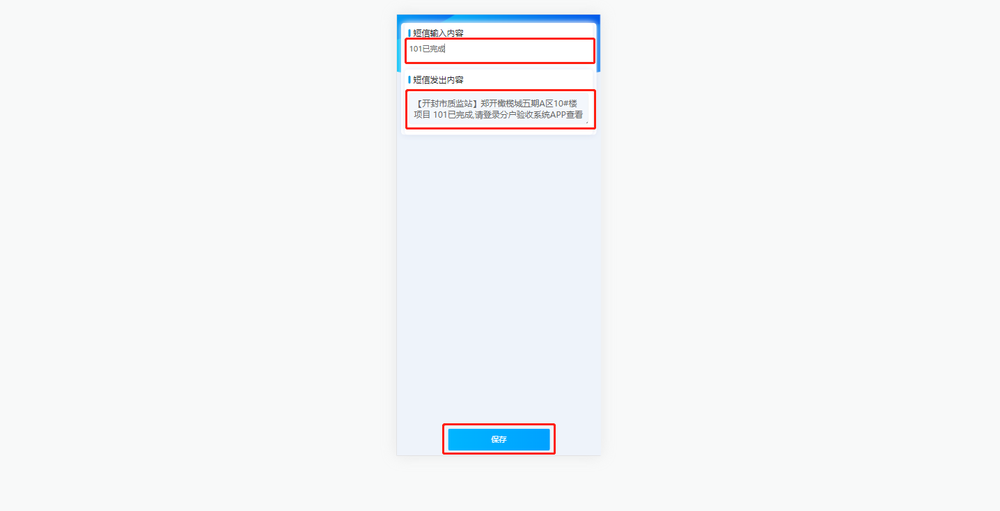 短信输入内容
101已完成
短信发出内容
【开封市质监站】郑开橄榄城五期A区10#楼
项目 101已完成,请登录分户验收系统APP查看
保存